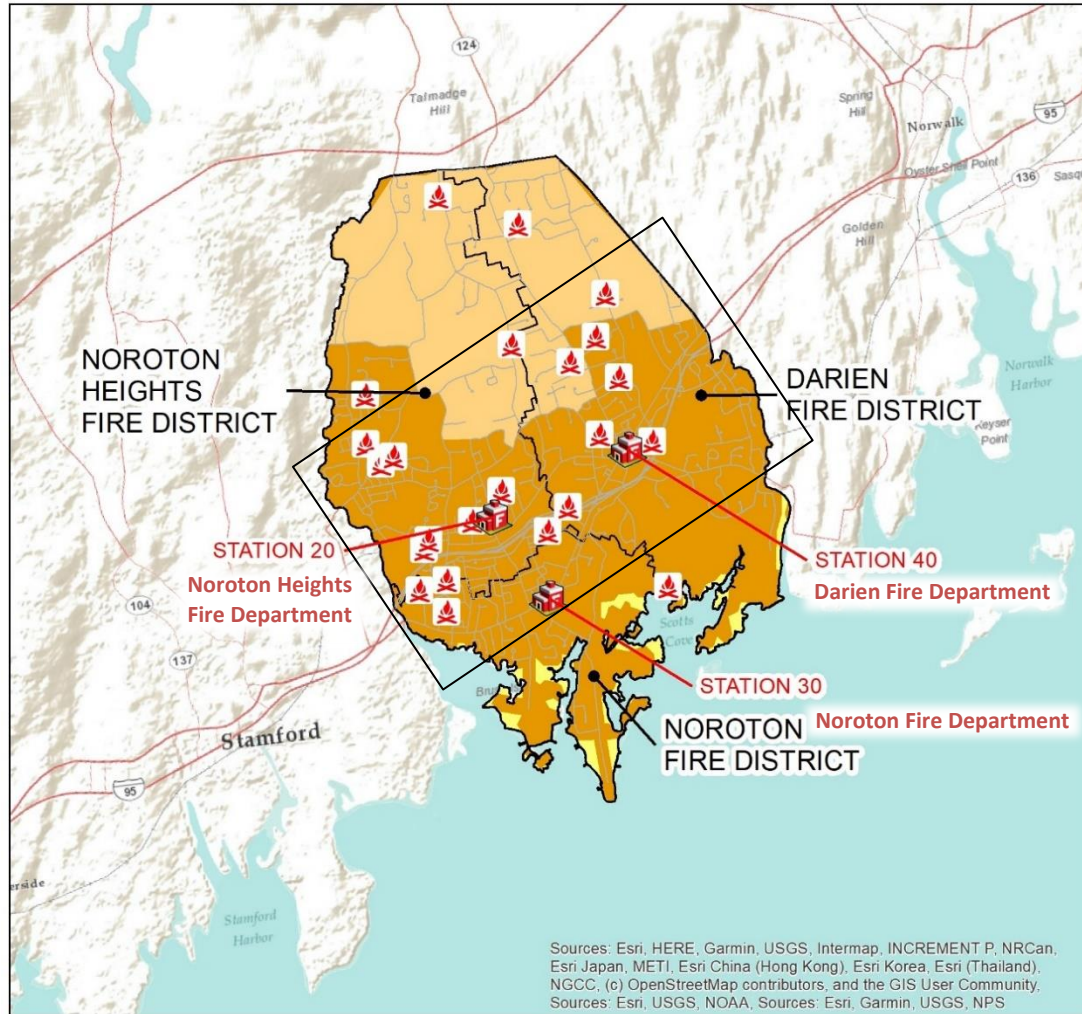 124
Talmadge
Hill
Spring
Hill
Norwalk
95
Oyster Shell Point
136
Golden
Hill
NOROTON
HEIGHTS
FIRE DISTRICT
DARIEN
FIRE DISTRICT
Norwalk
Harbor
Keyser
Point
STATION 20
Noroton Heights
Fire Department
STATION 40
Darien Fire Department
104
137
Scotts
Cove
STATION 30
Noroton Fire Department
NOROTON
FIRE DISTRICT
Stamford
95
Stamford
Harbor
Sources: Esri, HERE, Garmin, USGS, Intermap, INCREMENT P, NRCan,
Esri Japan, METI, Esri China (Hong Kong), Esri Korea, Esri (Thailand),
NGCC, (c) OpenStreetMap contributors, and the GIS User Community,
Sources: Esri, USGS, NOAA, Sources: Esri, Garmin, USGS, NPS